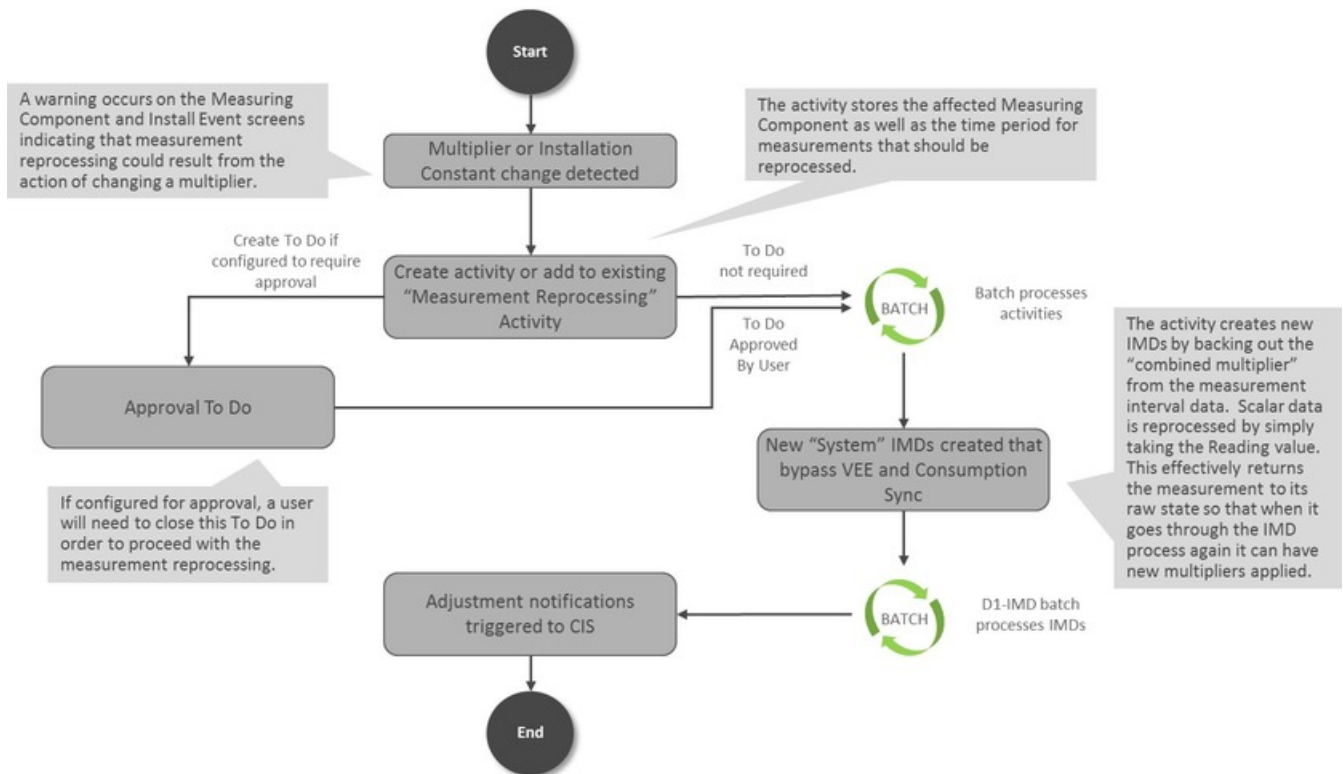 Start
A warning occurs on the Measuring
Component and Install Event screens
indicating that measurement
reprocessing could result from the
action of changing a multiplier.
The activity stores the affected Measuring
Component as well as the time period for
measurements that should be
reprocessed.
Multiplier or Installation
Constant change detected
Create To Do if
configured to require
approval
Create activity or add to existing
“Measurement Reprocessing”
Activity
To Do
not required
BATCH
Batch processes
activities
To Do
Approved
By User
Approval To Do
The activity creates new
IMDs by backing out the
“combined multiplier”
from the measurement
interval data.  Scalar data
is reprocessed by simply
taking the Reading value.
This effectively returns
the measurement to its
raw state so that when it
goes through the IMD
process again it can have
new multipliers applied.
New “System” IMDs created that
bypass VEE and Consumption
Sync
If configured for approval, a user
will need to close this To Do in
order to proceed with the
measurement reprocessing.
Adjustment notifications
triggered to CIS
BATCH
D1-IMD batch
processes IMDs
End